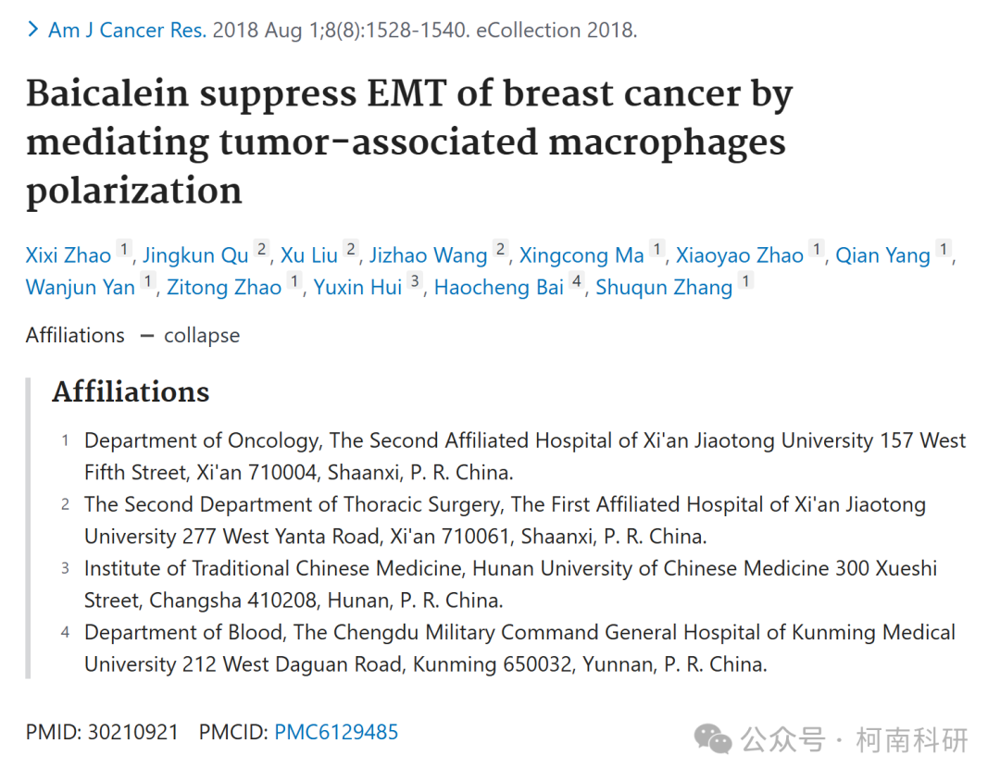 Am J Cancer Res. 2018 Aug 1;8(8):1528-1540. eCollection 2018.
Baicalein suppress EMT of breast cancer by
mediating tumor-associated macrophages
polarization
Xixi Zhao 1, Jingkun Qu 2, Xu Liu 2, Jizhao Wang 2, Xingcong Ma 1, Xiaoyao Zhao 1, Qian Yang 1,
Wanjun Yan 1, Zitong Zhao 1, Yuxin Hui 3, Haocheng Bai 4, Shuqun Zhang 1
Affiliations — collapse
Affiliations
1 Department of Oncology, The Second Affiliated Hospital of Xi'an Jiaotong University 157 West
Fifth Street, Xi'an 710004, Shaanxi, P. R. China.
2 The Second Department of Thoracic Surgery, The First Affiliated Hospital of Xi'an Jiaotong
University 277 West Yanta Road, Xi'an 710061, Shaanxi, P. R. China.
3 Institute of Traditional Chinese Medicine, Hunan University of Chinese Medicine 300 Xueshi
Street, Changsha 410208, Hunan, P. R. China.
4 Department of Blood, The Chengdu Military Command General Hospital of Kunming Medical
University 212 West Daguan Road, Kunming 650032, Yunnan, P. R. China.
PMID: 30210921 PMCID: PMC6129485
公众号 · 柯南科研